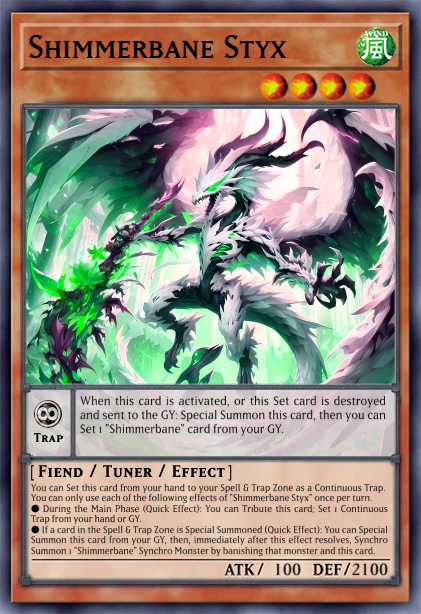 Shimmerbane Styx
WIND
風
When this card is activated, or this Set card is destroyed
and sent to the GY: Special Summon this card, then you can
Set 1 "Shimmerbane" card from your GY.
Trap
[ Fiend / Tuner / Effect ]
You can Set this card from your hand to your Spell & Trap Zone as a Continuous Trap.
You can only use each of the following effects of "Shimmerbane Styx" once per turn.
● During the Main Phase (Quick Effect): You can Tribute this card; Set 1 Continuous
Trap from your hand or GY.
● If a card in the Spell & Trap Zone is Special Summoned (Quick Effect): You can Special
Summon this card from your GY, then, immediately after this effect resolves, Synchro
Summon 1 "Shimmerbane" Synchro Monster by banishing that monster and this card.
ATK/ 100 DEF/2100